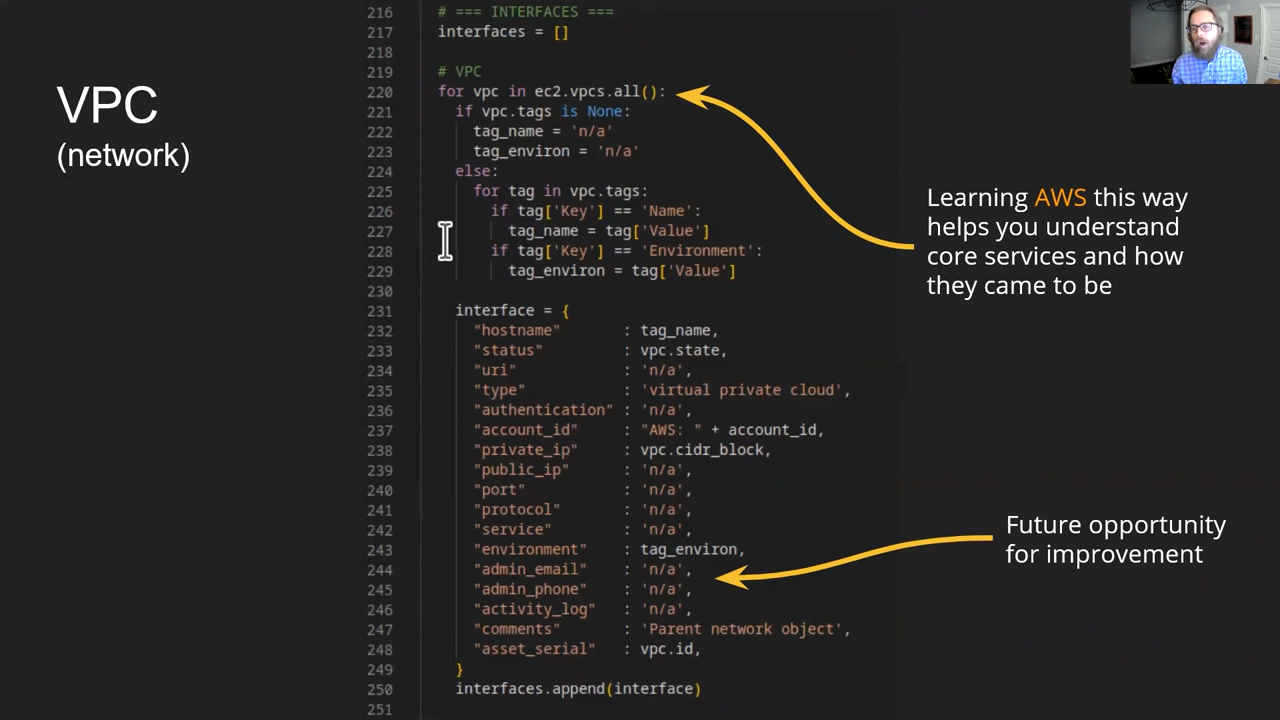 VPC
(network)
216 # === INTERFACES ===
217 interfaces = []
218
219 # VPC
220 for vpc in ec2.vpcs.all():
221 if vpc.tags is None:
222 tag_name = 'n/a'
223 tag_environ = 'n/a'
224 else:
225 for tag in vpc.tags:
226 if tag['Key'] == 'Name':
227 tag_name = tag['Value']
228 if tag['Key'] == 'Environment':
229 tag_environ = tag['Value']
230
231 interface = {
232 "hostname" : tag_name,
233 "status" : vpc.state,
234 "uri" : 'n/a',
235 "type" : 'virtual private cloud',
236 "authentication" : 'n/a',
237 "account_id" : "AWS: " + account_id,
238 "private_ip" : vpc.cidr_block,
239 "public_ip" : 'n/a',
240 "port" : 'n/a',
241 "protocol" : 'n/a',
242 "service" : 'n/a',
243 "environment" : tag_environ,
244 "admin_email" : 'n/a',
245 "admin_phone" : 'n/a',
246 "activity_log" : 'n/a',
247 "comments" : 'Parent network object',
248 "asset_serial" : vpc.id,
249 }
250 interfaces.append(interface)
251
Learning AWS this way
helps you understand
core services and how
they came to be
Future opportunity
for improvement